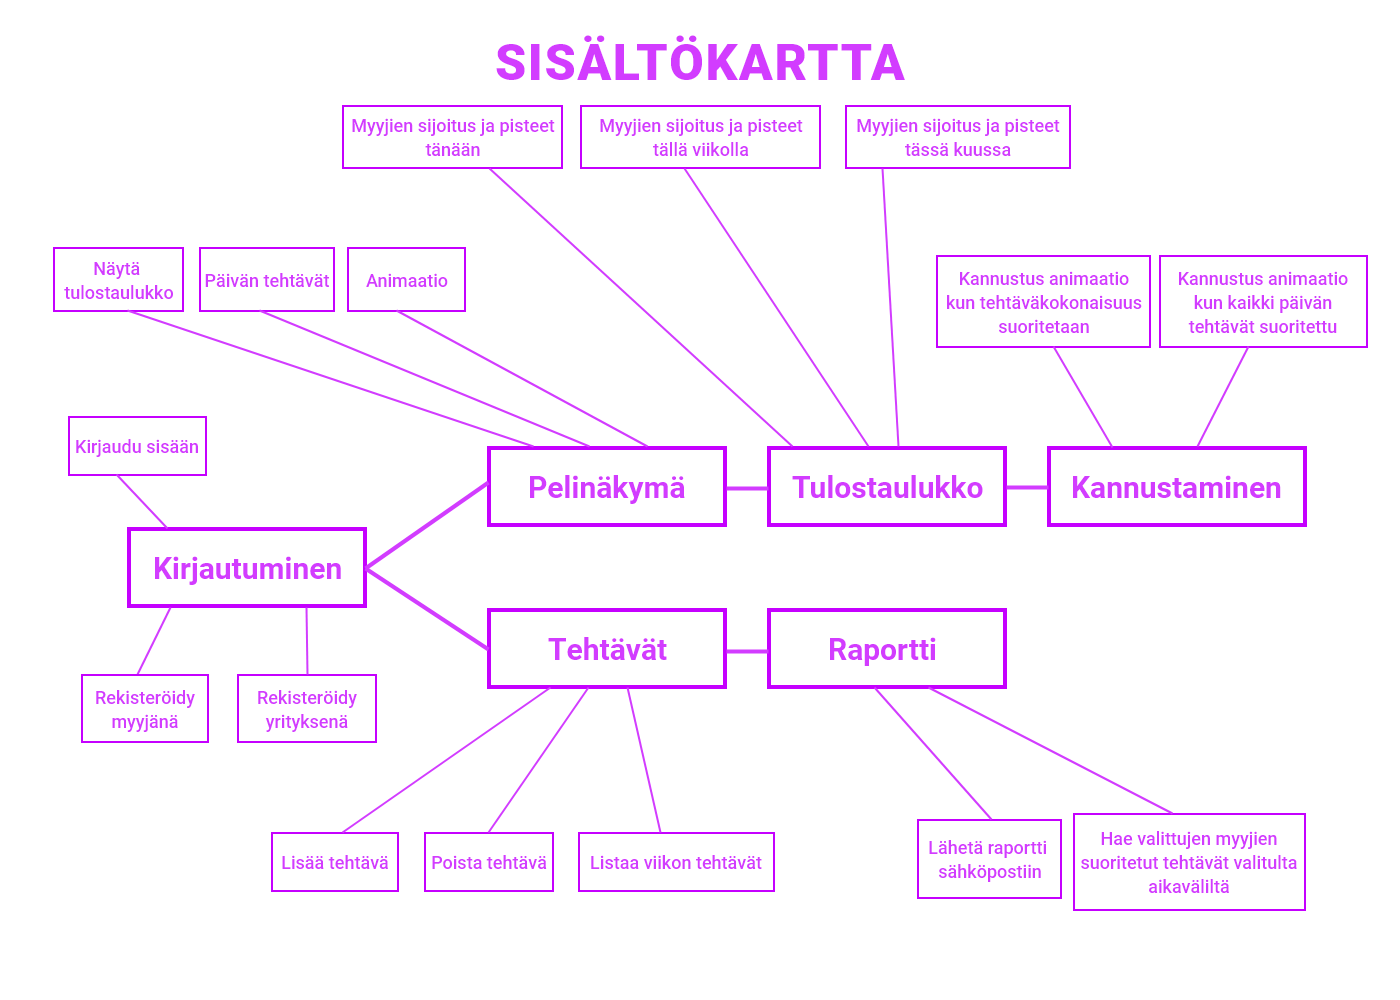 SISÄLTÖKARTTA
Myyjien sijoitus ja pisteet
tänään
Myyjien sijoitus ja pisteet
tällä viikolla
Myyjien sijoitus ja pisteet
tässä kuussa
Näytä
tulostaulukko
Päivän tehtävät
Animaatio
Kannustus animaatio
kun tehtäväkokonaisuus
suoritetaan
Kannustus animaatio
kun kaikki päivän
tehtävät suoritettu
Kirjaudu sisään
Pelinäkymä
Tulostaulukko
Kannustaminen
Kirjautuminen
Tehtävät
Raportti
Rekisteröidy
myyjänä
Rekisteröidy
yrityksenä
Lisää tehtävä
Poista tehtävä
Listaa viikon tehtävät
Lähetä raportti
sähköpostiin
Hae valittujen myyjien
suoritetut tehtävät valitulta
aikaväliltä